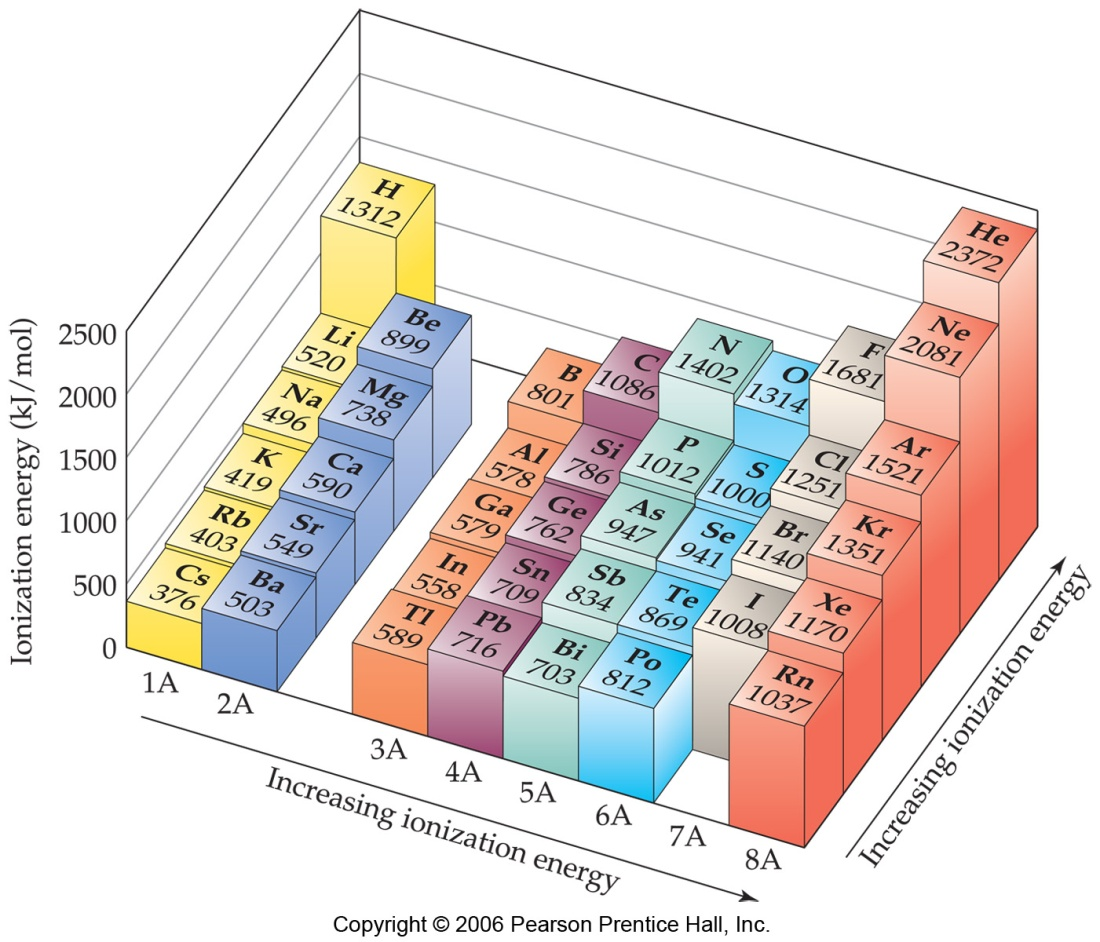 H
1312
He
2372
Li
520
Be
899
B
801
C
1086
N
1402
O
1314
F
1681
Ne
2081
Na
496
Mg
738
Al
578
Si
786
P
1012
S
1000
Cl
1251
Ar
1521
K
419
Ca
590
Ga
579
Ge
762
As
947
Se
941
Br
1140
Kr
1351
Rb
403
Sr
549
In
558
Sn
709
Sb
834
Te
869
I
1008
Xe
1170
Cs
376
Ba
503
Tl
589
Pb
716
Bi
703
Po
812
Rn
1037
Ionization energy (kJ/mol)
2500
2000
1500
1000
500
0
1A
2A
3A
4A
5A
6A
7A
8A
Increasing ionization energy
Increasing ionization energy
Copyright © 2006 Pearson Prentice Hall, Inc.